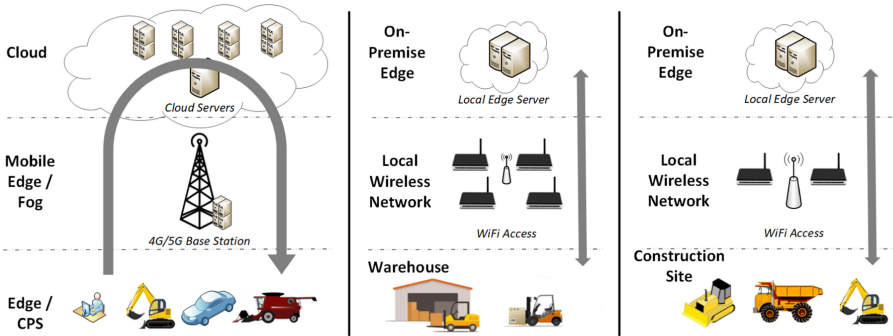 Cloud
Cloud Servers
Mobile
Edge /
Fog
4G/5G Base Station
Edge /
CPS
On-
Premise
Edge
Local Edge Server
Local
Wireless
Network
WiFi Access
Warehouse
On-
Premise
Edge
Local Edge Server
Local
Wireless
Network
WiFi Access
Construction
Site